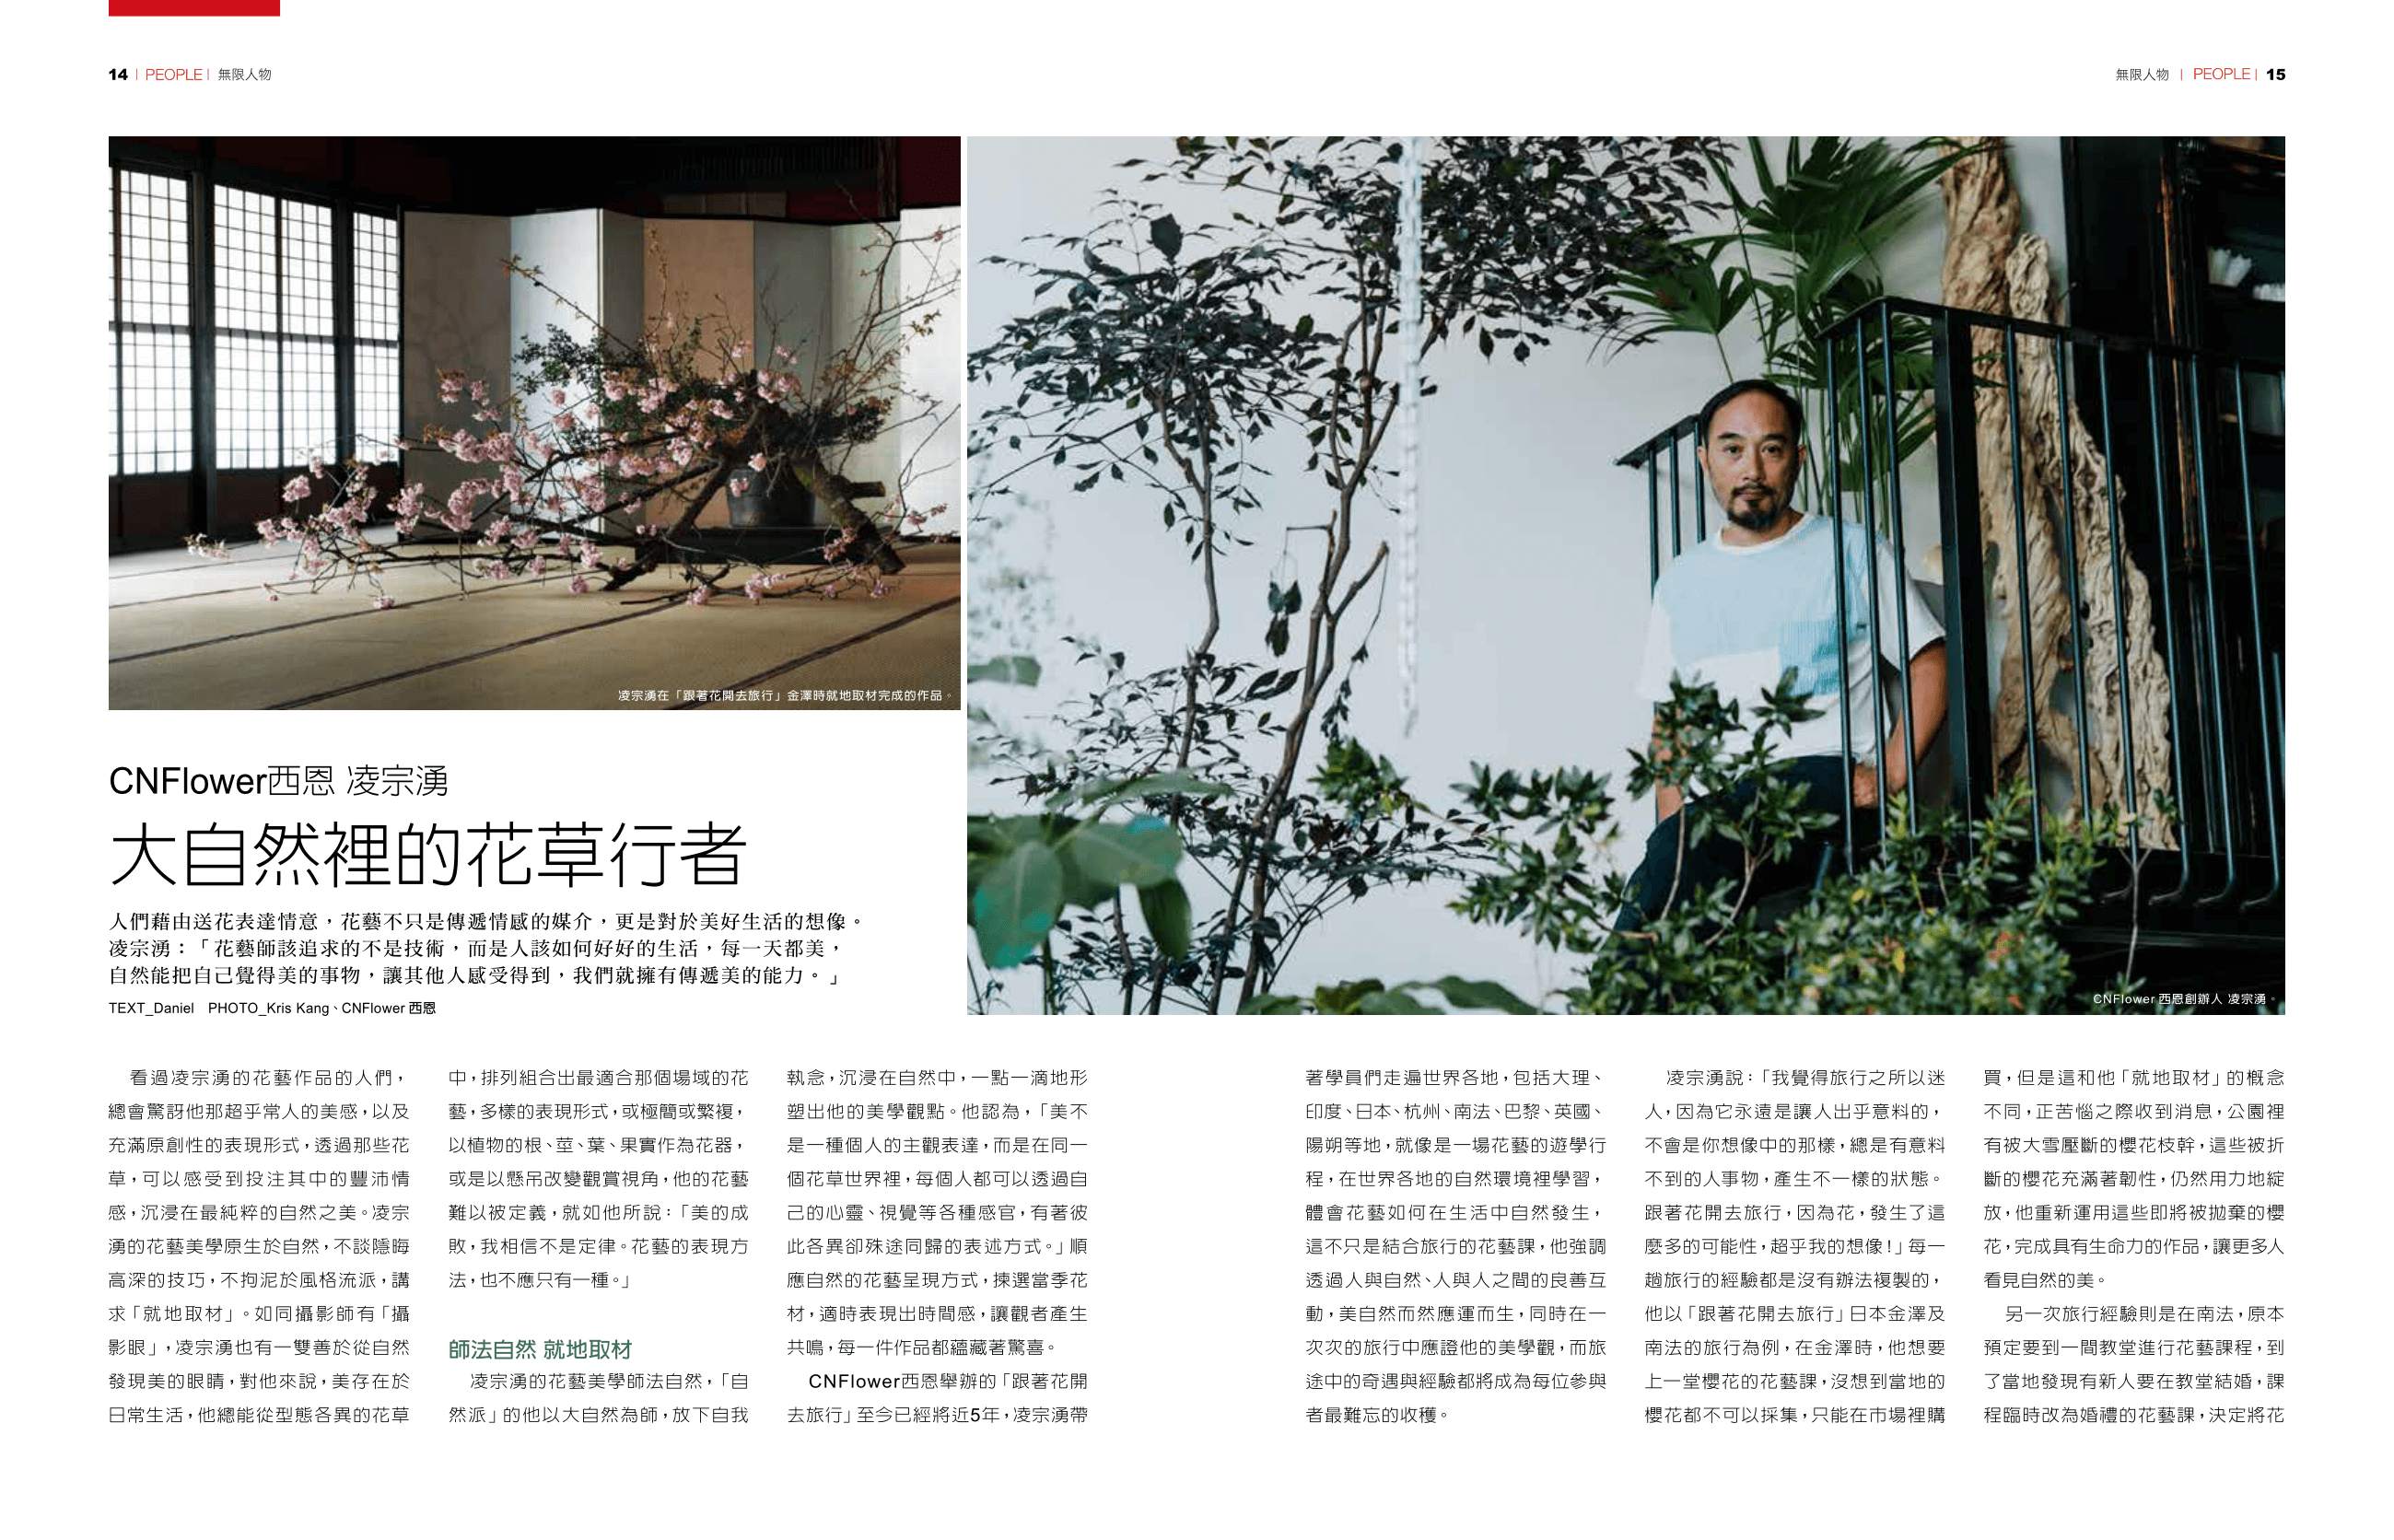 14 | PEOPLE | 無限人物
無限人物 | PEOPLE | 15
凌宗湧在「跟著花開去旅行」金澤時就地取材完成的作品。
CNFlower 西恩創辦人 凌宗湧。
CNFlower西恩 凌宗湧
大自然裡的花草行者
人們藉由送花表達情意，花藝不只是傳遞情感的媒介，更是對於美好生活的想像。
凌宗湧：「花藝師該追求的不是技術，而是人該如何好好的生活，每一天都美，
自然能把自己覺得美的事物，讓其他人感受得到，我們就擁有傳遞美的能力。」
TEXT_Daniel PHOTO_Kris Kang、CNFlower 西恩
看過凌宗湧的花藝作品的人們，
總會驚訝他那超乎常人的美感，以及
充滿原創性的表現形式，透過那些花
草，可以感受到投注其中的豐沛情
感，沉浸在最純粹的自然之美。凌宗
湧的花藝美學原生於自然，不談隱晦
高深的技巧，不拘泥於風格流派，講
求「就地取材」。如同攝影師有「攝
影眼」，凌宗湧也有一雙善於從自然
發現美的眼睛，對他來說，美存在於
日常生活，他總能從型態各異的花草
中，排列組合出最適合那個場域的花
藝，多樣的表現形式，或極簡或繁複，
以植物的根、莖、葉、果實作為花器，
或是以懸吊改變觀賞視角，他的花藝
難以被定義，就如他所說：「美的成
敗，我相信不是定律。花藝的表現方
法，也不應只有一種。」
師法自然 就地取材
凌宗湧的花藝美學師法自然，「自
然派」的他以大自然為師，放下自我
執念，沉浸在自然中，一點一滴地形
塑出他的美學觀點。他認為，「美不
是一種個人的主觀表達，而是在同一
個花草世界裡，每個人都可以透過自
己的心靈、視覺等各種感官，有著彼
此各異卻殊途同歸的表述方式。」順
應自然的花藝呈現方式，揀選當季花
材，適時表現出時間感，讓觀者產生
共鳴，每一件作品都蘊藏著驚喜。
CNFlower西恩舉辦的「跟著花開
去旅行」至今已經將近5年，凌宗湧帶
著學員們走遍世界各地，包括大理、
印度、日本、杭州、南法、巴黎、英國、
陽朔等地，就像是一場花藝的遊學行
程，在世界各地的自然環境裡學習，
體會花藝如何在生活中自然發生，
這不只是結合旅行的花藝課，他強調
透過人與自然、人與人之間的良善互
動，美自然而然應運而生，同時在一
次次的旅行中應證他的美學觀，而旅
途中的奇遇與經驗都將成為每位參與
者最難忘的收穫。
凌宗湧說：「我覺得旅行之所以迷
人，因為它永遠是讓人出乎意料的，
不會是你想像中的那樣，總是有意料
不到的人事物，產生不一樣的狀態。
跟著花開去旅行，因為花，發生了這
麼多的可能性，超乎我的想像！」每一
趟旅行的經驗都是沒有辦法複製的，
他以「跟著花開去旅行」日本金澤及
南法的旅行為例，在金澤時，他想要
上一堂櫻花的花藝課，沒想到當地的
櫻花都不可以採集，只能在市場裡購
買，但是這和他「就地取材」的概念
不同，正苦惱之際收到消息，公園裡
有被大雪壓斷的櫻花枝幹，這些被折
斷的櫻花充滿著韌性，仍然用力地綻
放，他重新運用這些即將被拋棄的櫻
花，完成具有生命力的作品，讓更多人
看見自然的美。
另一次旅行經驗則是在南法，原本
預定要到一間教堂進行花藝課程，到
了當地發現有新人要在教堂結婚，課
程臨時改為婚禮的花藝課，決定將花